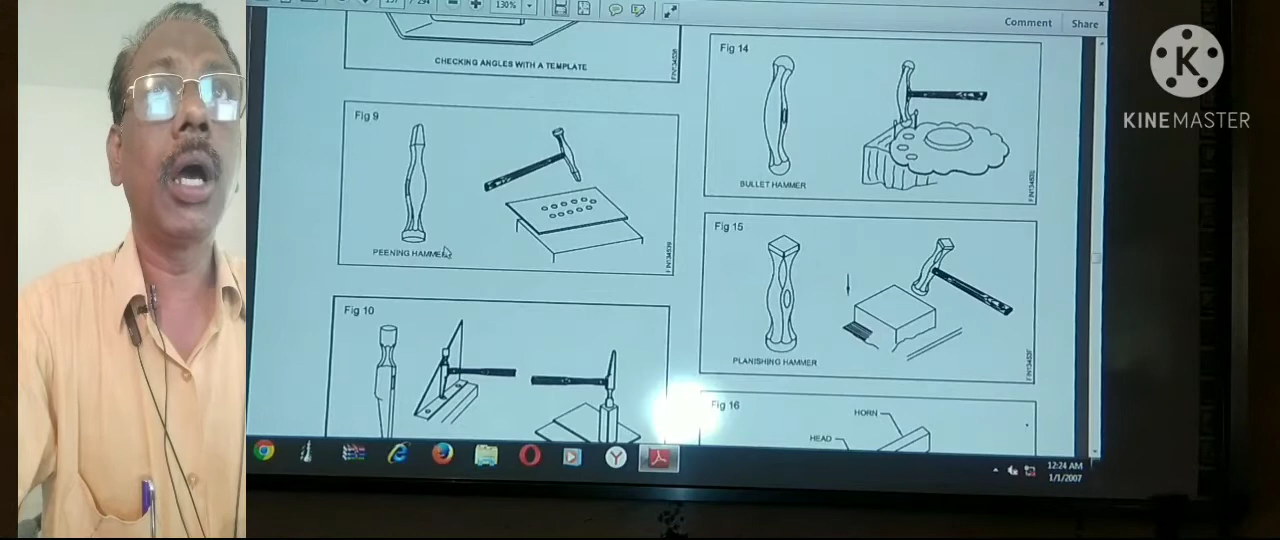 130%
Comment
Share
CHECKING ANGLES WITH A TEMPLATE
Fig 9
PEENING HAMMER
Fig 10
Fig 14
BULLET HAMMER
Fig 15
PLANISHING HAMMER
Fig 16
HORN
HEAD
12:24 AM
1/1/2007
K
KINEMASTER